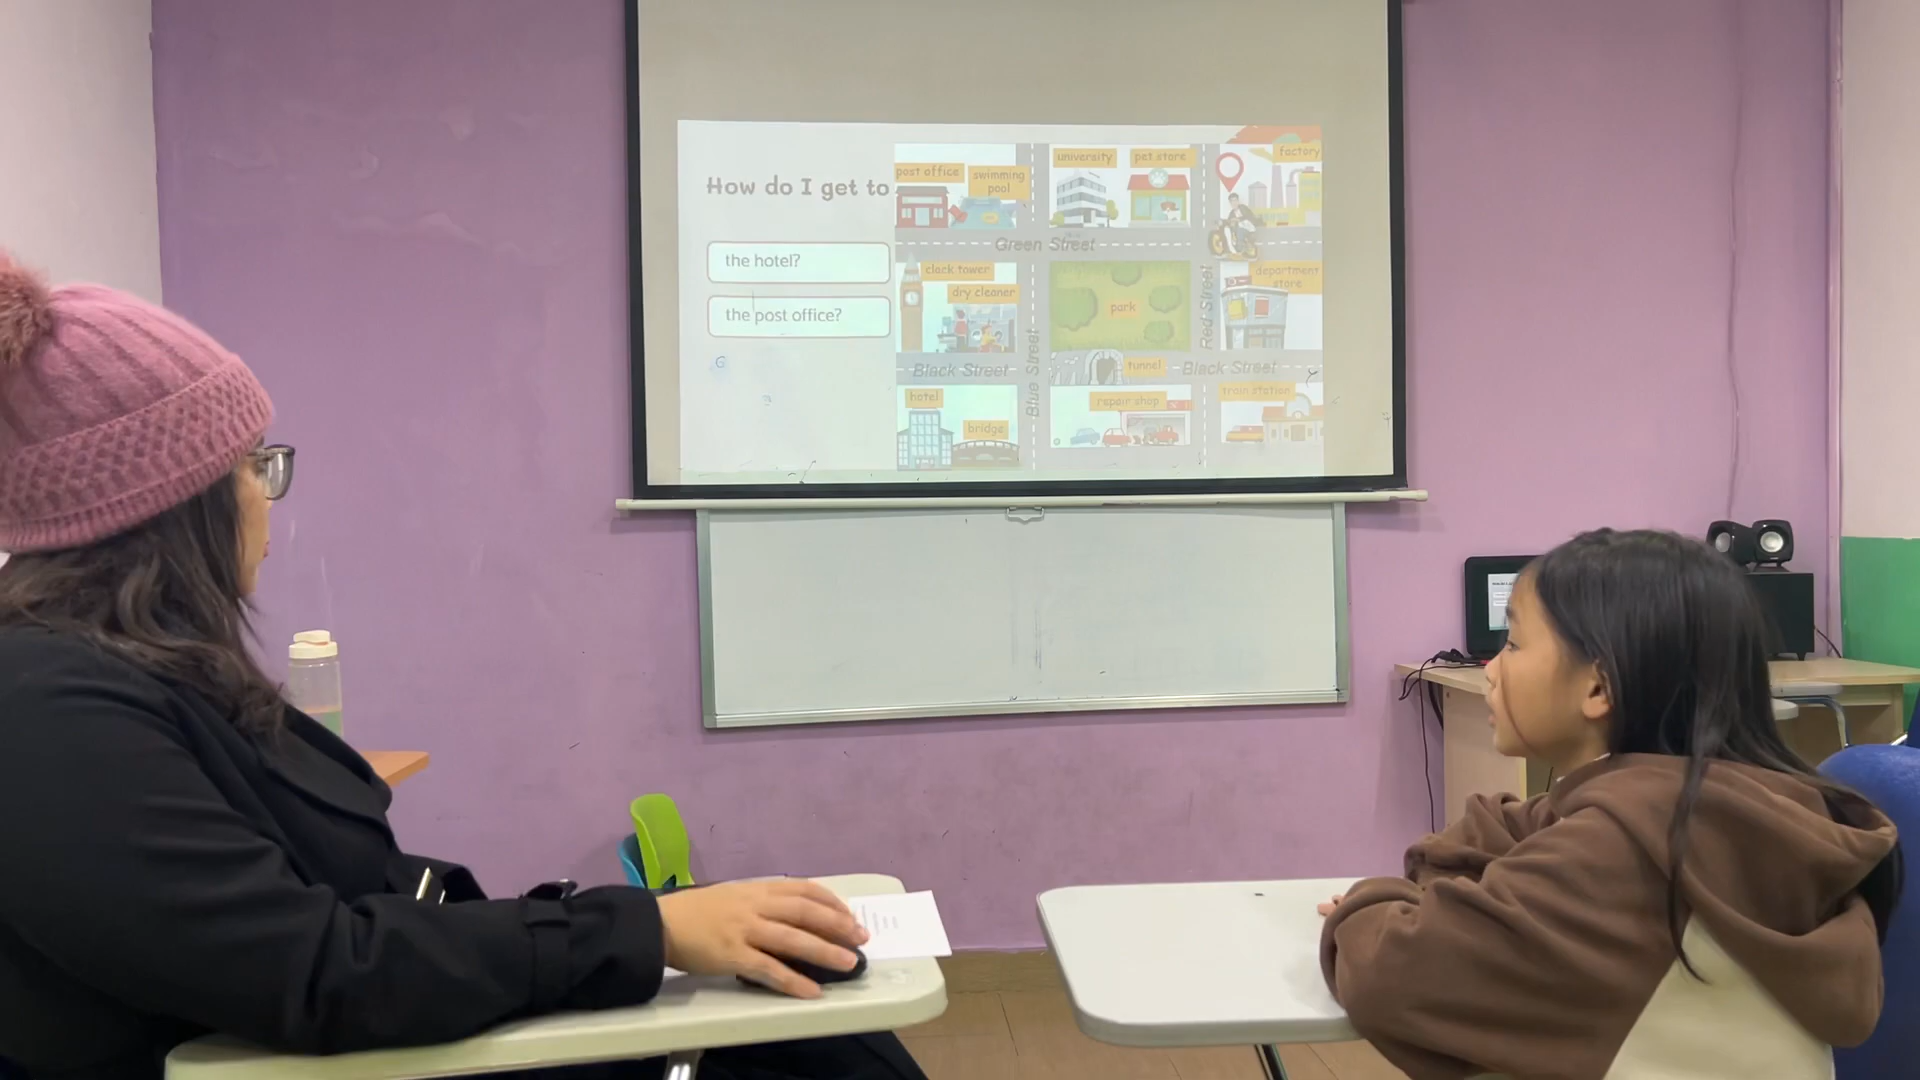 How do I get to
the hotel?
the post office?
post office
swimming
pool
university
pet store
factory
Green Street
clock tower
dry cleaner
park
Red Street
department
store
Blue Street
Black Street
tunnel
Black Street
hotel
bridge
repair shop
train station